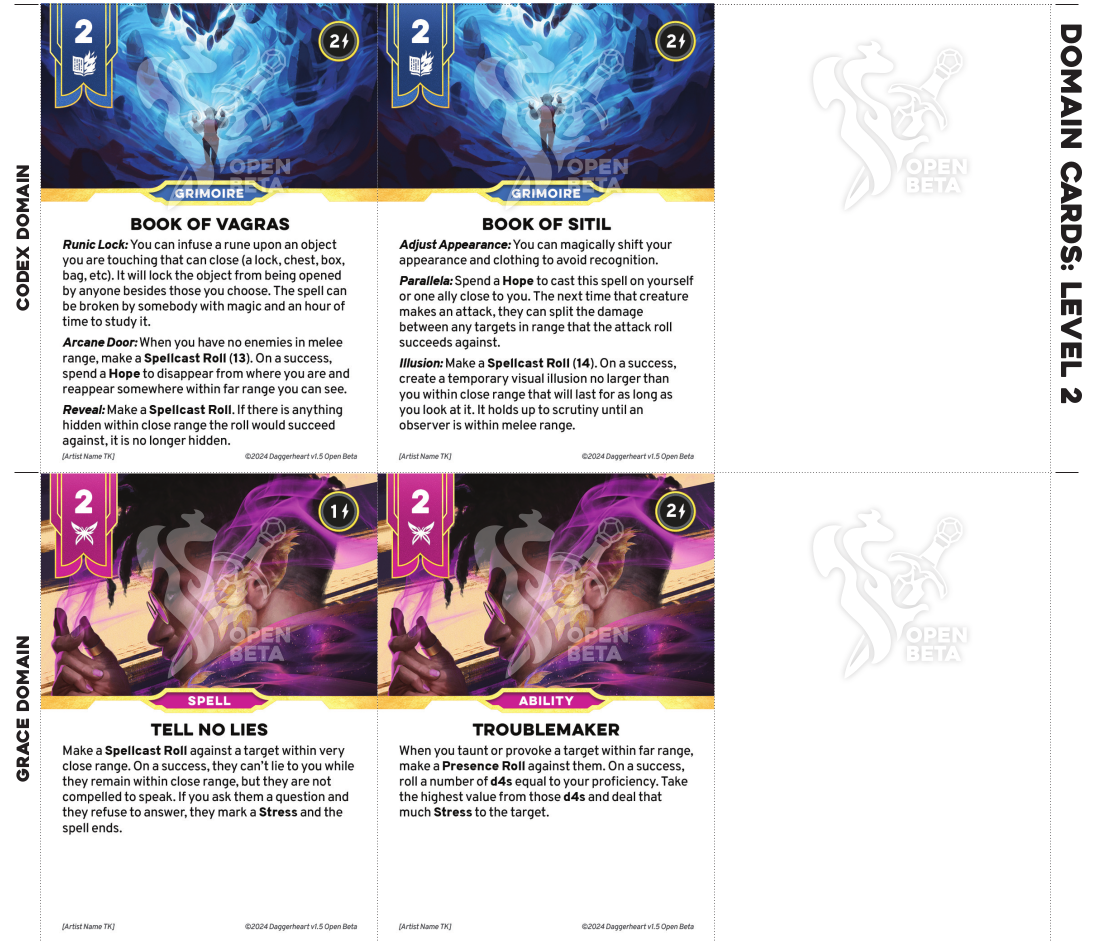 DOMAIN CARDS: LEVEL 2
CODEX DOMAIN
2
2
OPEN
BETA
GRIMOIRE
BOOK OF VAGRAS
Runic Lock: You can infuse a rune upon an object
you are touching that can close (a lock, chest, box,
bag, etc). It will lock the object from being opened
by anyone besides those you choose. The spell can
be broken by somebody with magic and an hour of
time to study it.
Arcane Door: When you have no enemies in melee
range, make a Spellcast Roll (13). On a success,
spend a Hope to disappear from where you are and
reappear somewhere within far range you can see.
Reveal: Make a Spellcast Roll. If there is anything
hidden within close range the roll would succeed
against, it is no longer hidden.
[Artist Name TK] ©2024 Daggerheart v1.5 Open Beta
2
2
OPEN
BETA
GRIMOIRE
BOOK OF SITIL
Adjust Appearance: You can magically shift your
appearance and clothing to avoid recognition.
Parallela: Spend a Hope to cast this spell on yourself
or one ally close to you. The next time that creature
makes an attack, they can split the damage
between any targets in range that the attack roll
succeeds against.
Illusion: Make a Spellcast Roll (14). On a success,
create a temporary visual illusion no larger than
you within close range that will last for as long as
you look at it. It holds up to scrutiny until an
observer is within melee range.
[Artist Name TK] ©2024 Daggerheart v1.5 Open Beta
OPEN
BETA
GRACE DOMAIN
2
1
OPEN
BETA
SPELL
TELL NO LIES
Make a Spellcast Roll against a target within very
close range. On a success, they can’t lie to you while
they remain within close range, but they are not
compelled to speak. If you ask them a question and
they refuse to answer, they mark a Stress and the
spell ends.
[Artist Name TK] ©2024 Daggerheart v1.5 Open Beta
2
2
OPEN
BETA
ABILITY
TROUBLEMAKER
When you taunt or provoke a target within far range,
make a Presence Roll against them. On a success,
roll a number of d4s equal to your proficiency. Take
the highest value from those d4s and deal that
much Stress to the target.
[Artist Name TK] ©2024 Daggerheart v1.5 Open Beta
OPEN
BETA